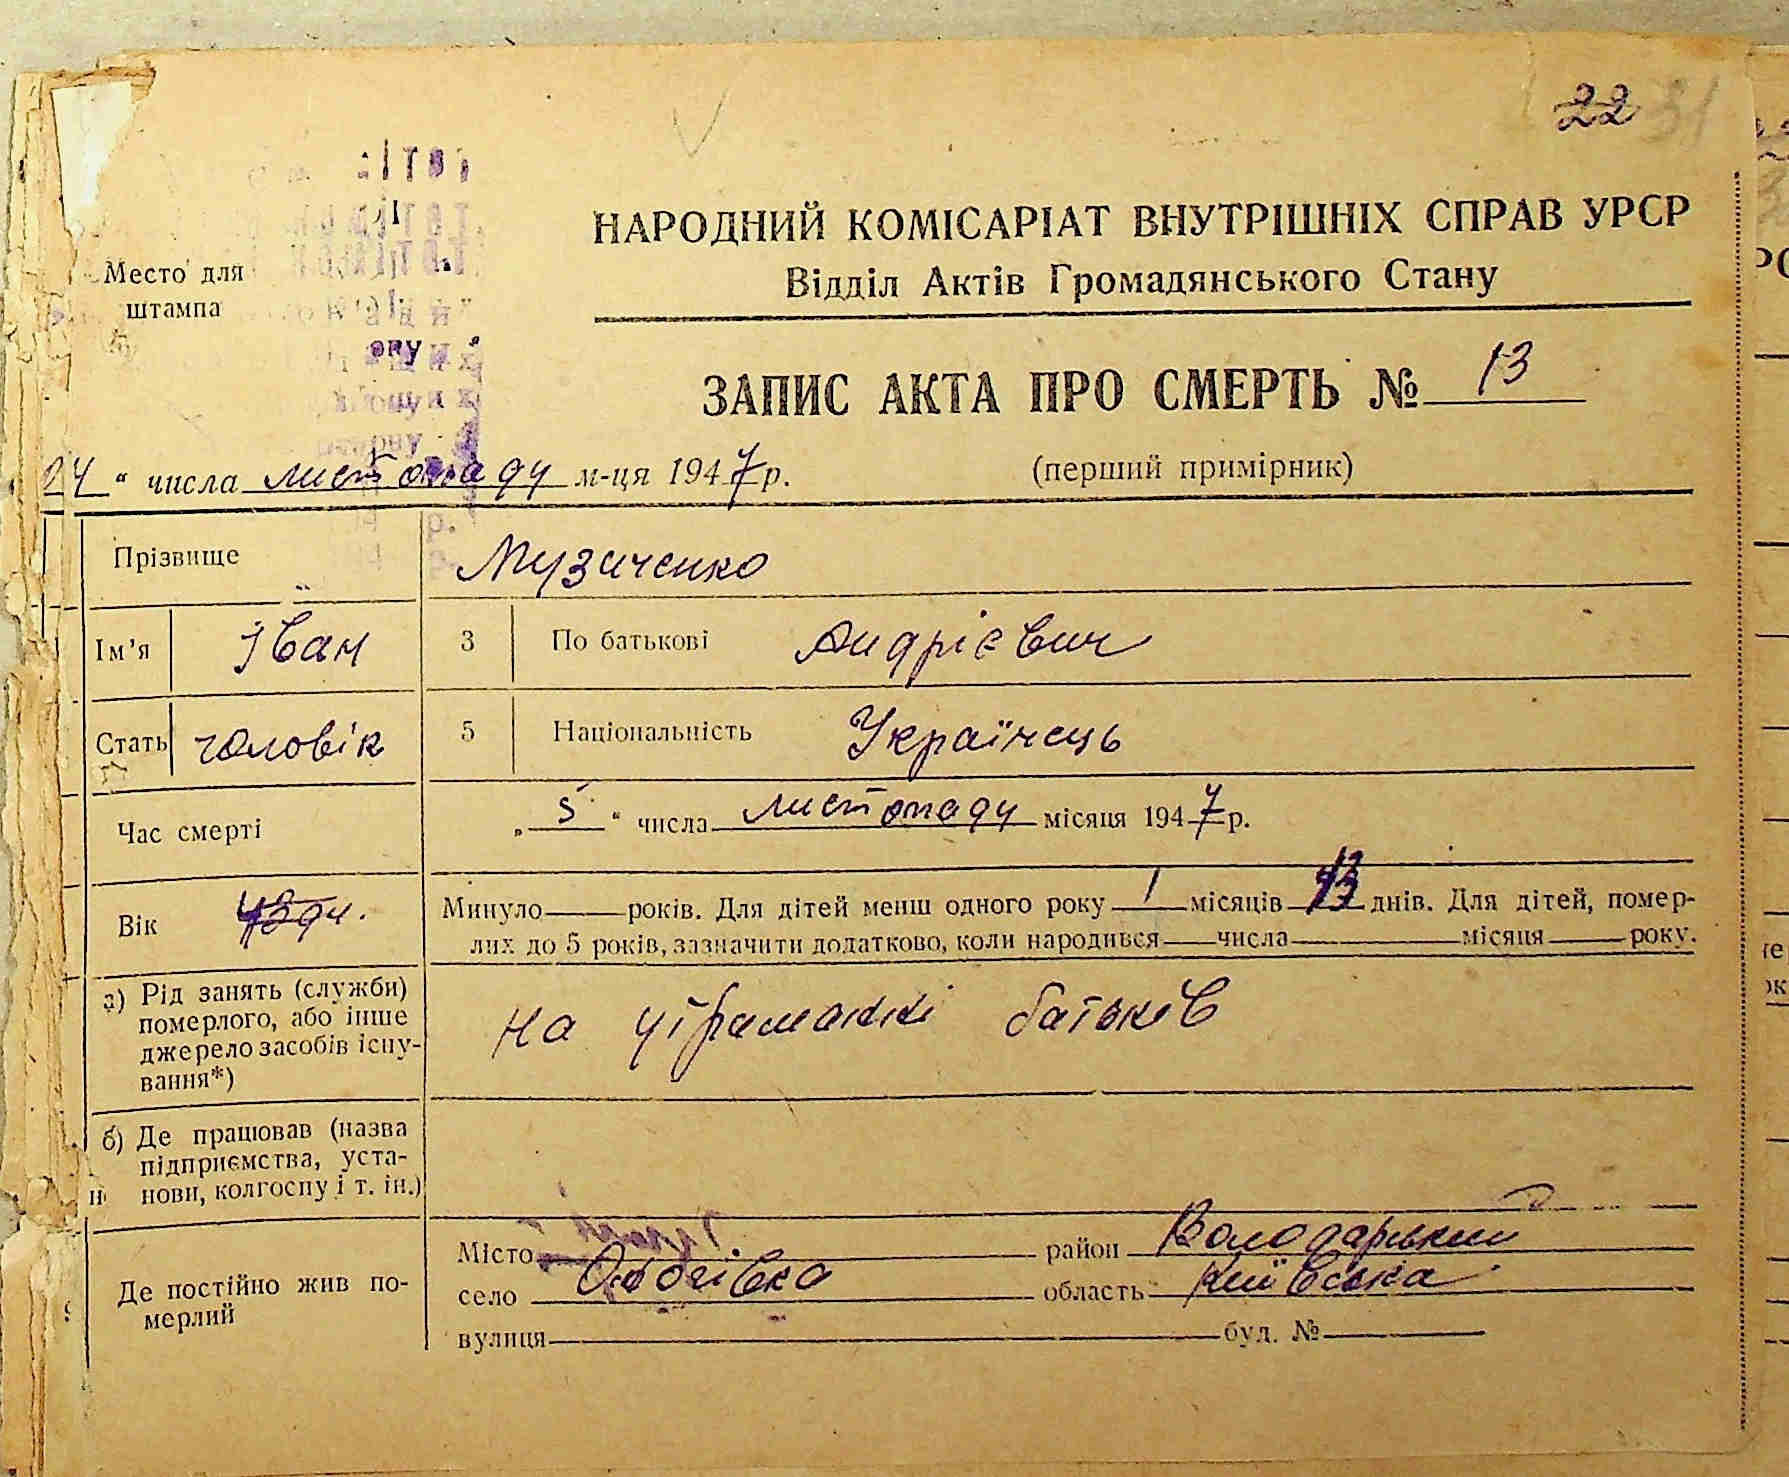 22 31
НАРОДНИЙ КОМІСАРІАТ ВНУТРІШНІХ СПРАВ УРСР
Відділ Актів Громадянського Стану
Место для
штампа
ЗАПИС АКТА ПРО СМЕРТЬ № 13
(перший примірник)
24 " числа листопаду м-ця 1947 р.
Прізвище Музиченко
Ім'я Іван 3 По батькові Андрієвич
Стать чоловік 5 Національність Українець
Час смерті „ 5 " числа листопаду місяця 1947 р.
Вік Минуло років. Для дітей менш одного року 1 місяців 13 днів. Для дітей, помер-
лих до 5 років, зазначити додатково, коли народився числа місяця року.
а) Рід занять (служби)
померлого, або інше
джерело засобів існу-
вання*)
на утриманні батьків
б) Де працював (назва
підприємства, уста-
нови, колгоспу і т. ін.)
Де постійно жив по-
мерлий
Місто район Володарський
село область Київська
вулиця буд. №